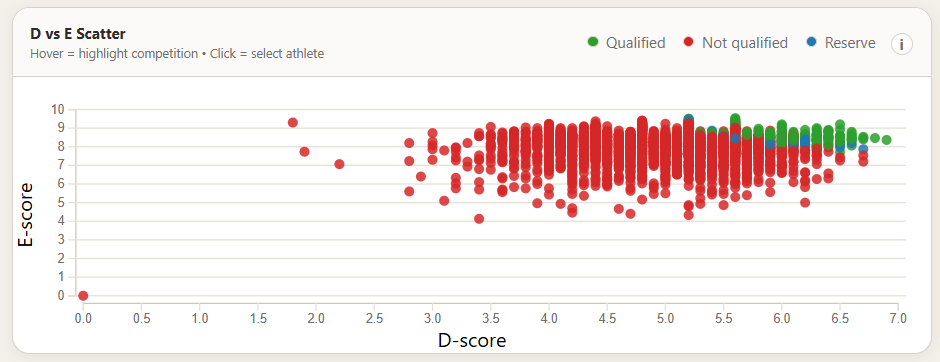 D vs E Scatter
Hover = highlight competition • Click = select athlete
Qualified Not qualified Reserve i
10
9
8
7
6
5
4
3
2
1
0
E-score
0.0 0.5 1.0 1.5 2.0 2.5 3.0 3.5 4.0 4.5 5.0 5.5 6.0 6.5 7.0
D-score